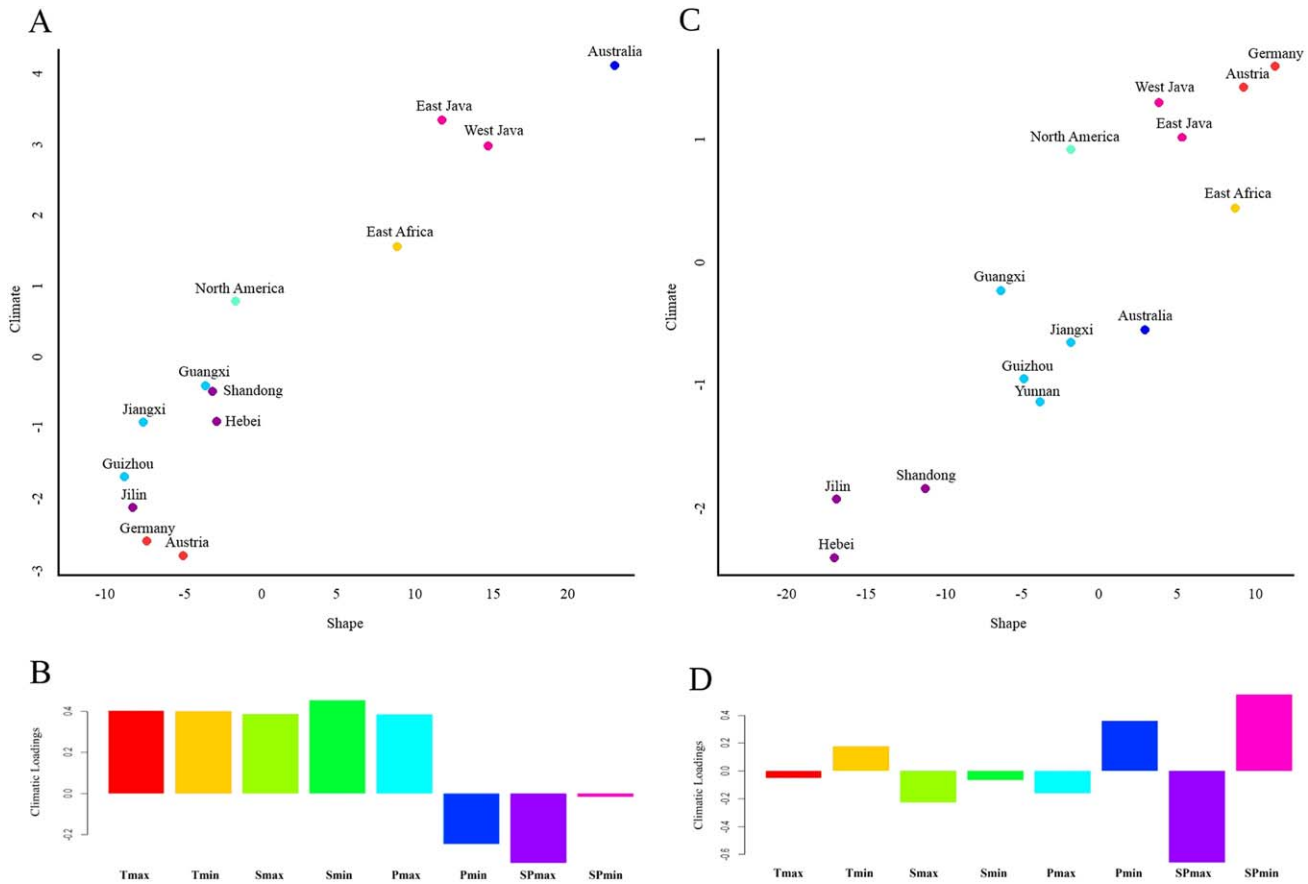 A
Australia
East Java
West Java
East Africa
North America
Guangxi
Shandong
Jiangxi
Hebei
Guizhou
Jilin
Germany
Austria
4
3
2
1
0
-1
-2
-3
Climate
-10 -5 0 5 10 15 20
Shape
C
Germany
Austria
West Java
East Java
North America
East Africa
Guangxi
Australia
Jiangxi
Guizhou
Yunnan
Shandong
Jilin
Hebei
1
0
-1
-2
Climate
-20 -15 -10 -5 0 5 10
Shape
B
Climatic Loadings
0.4
0.2
0.0
-0.2
Tmax Tmin Smax Smin Pmax Pmin SPmax SPmin
D
Climatic Loadings
0.4
0.2
0.0
-0.2
-0.4
-0.6
Tmax Tmin Smax Smin Pmax Pmin SPmax SPmin